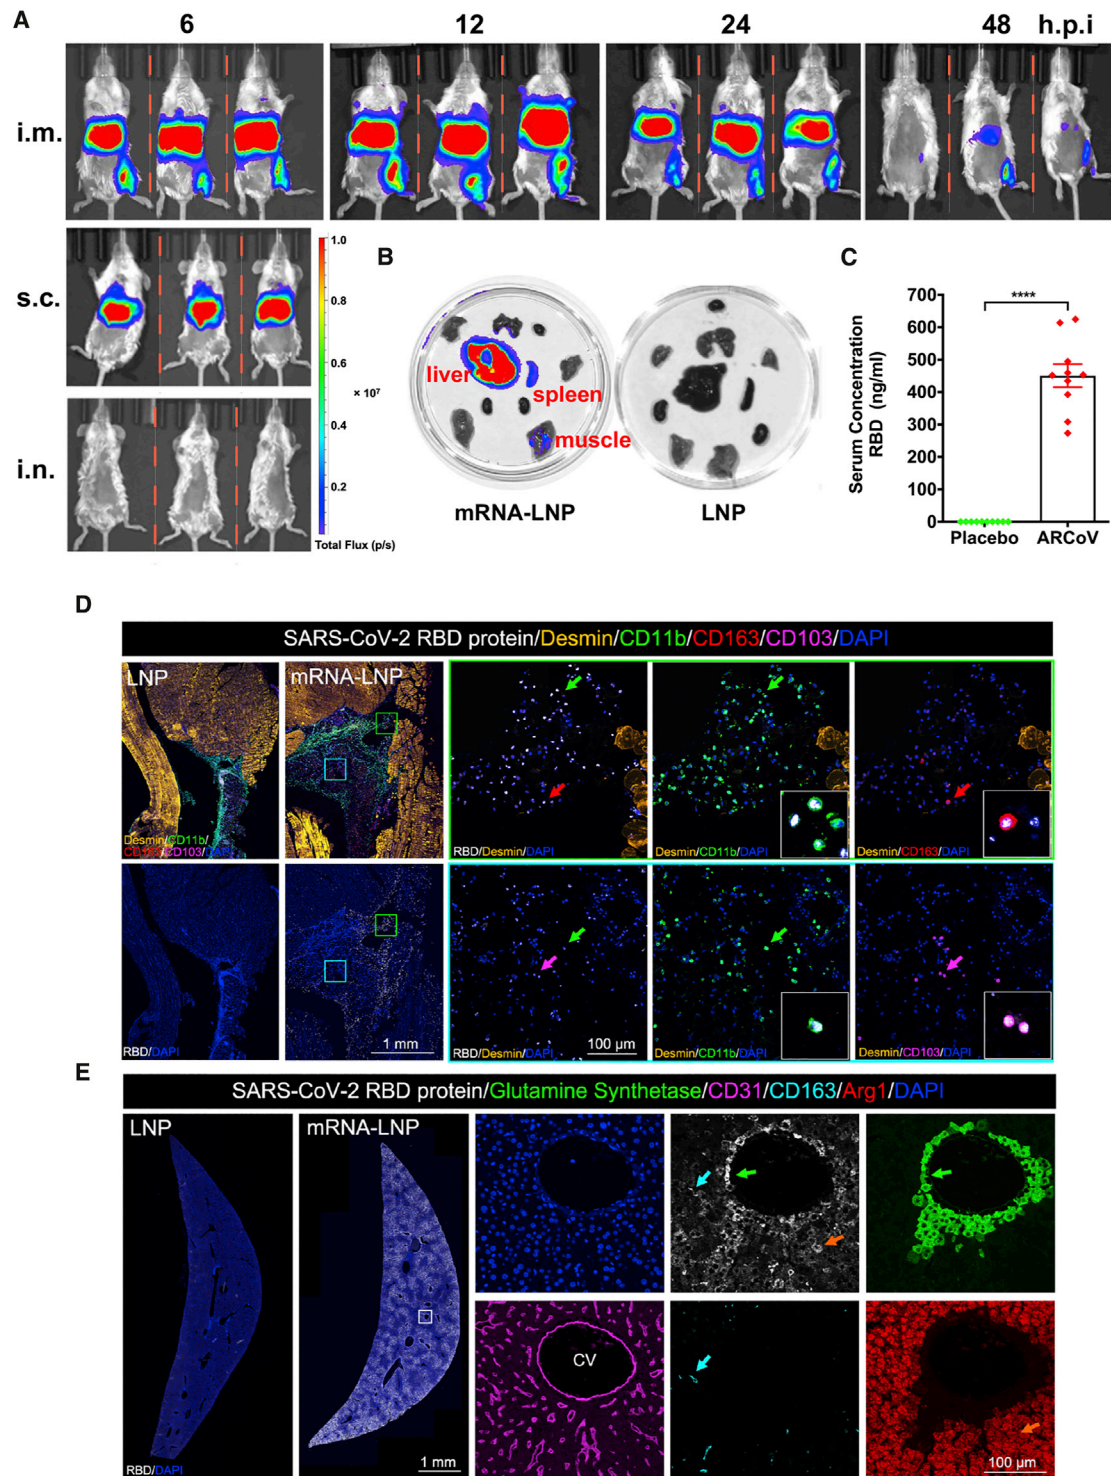 A
6 12 24 48 h.p.i
i.m.
s.c.
i.n.
1.0
0.8
0.6
× 10⁷
0.4
0.2
Total Flux (p/s)
B
liver
spleen
muscle
mRNA-LNP LNP
C
****
Serum Concentration
RBD (ng/ml)
700
600
500
400
300
200
100
0
Placebo ARCoV
D
SARS-CoV-2 RBD protein/Desmin/CD11b/CD163/CD103/DAPI
LNP mRNA-LNP
Desmin/CD11b/
CD163/CD103/DAPI
RBD/Desmin/DAPI Desmin/CD11b/DAPI Desmin/CD163/DAPI
RBD/DAPI 1 mm RBD/Desmin/DAPI 100 µm Desmin/CD11b/DAPI Desmin/CD103/DAPI
E
SARS-CoV-2 RBD protein/Glutamine Synthetase/CD31/CD163/Arg1/DAPI
LNP mRNA-LNP
CV
RBD/DAPI 1 mm 100 µm